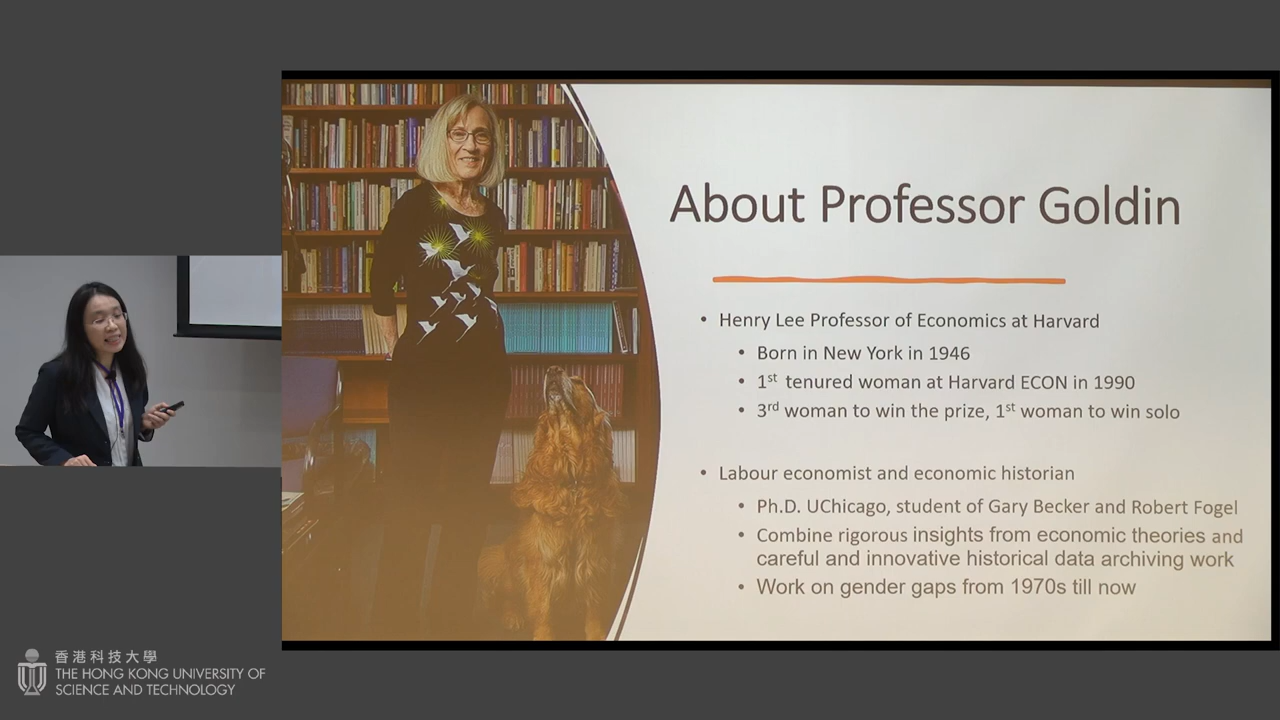 About Professor Goldin
• Henry Lee Professor of Economics at Harvard
• Born in New York in 1946
• 1st tenured woman at Harvard ECON in 1990
• 3rd woman to win the prize, 1st woman to win solo
• Labour economist and economic historian
• Ph.D. UChicago, student of Gary Becker and Robert Fogel
• Combine rigorous insights from economic theories and
careful and innovative historical data archiving work
• Work on gender gaps from 1970s till now
香港科技大學
THE HONG KONG UNIVERSITY OF
SCIENCE AND TECHNOLOGY